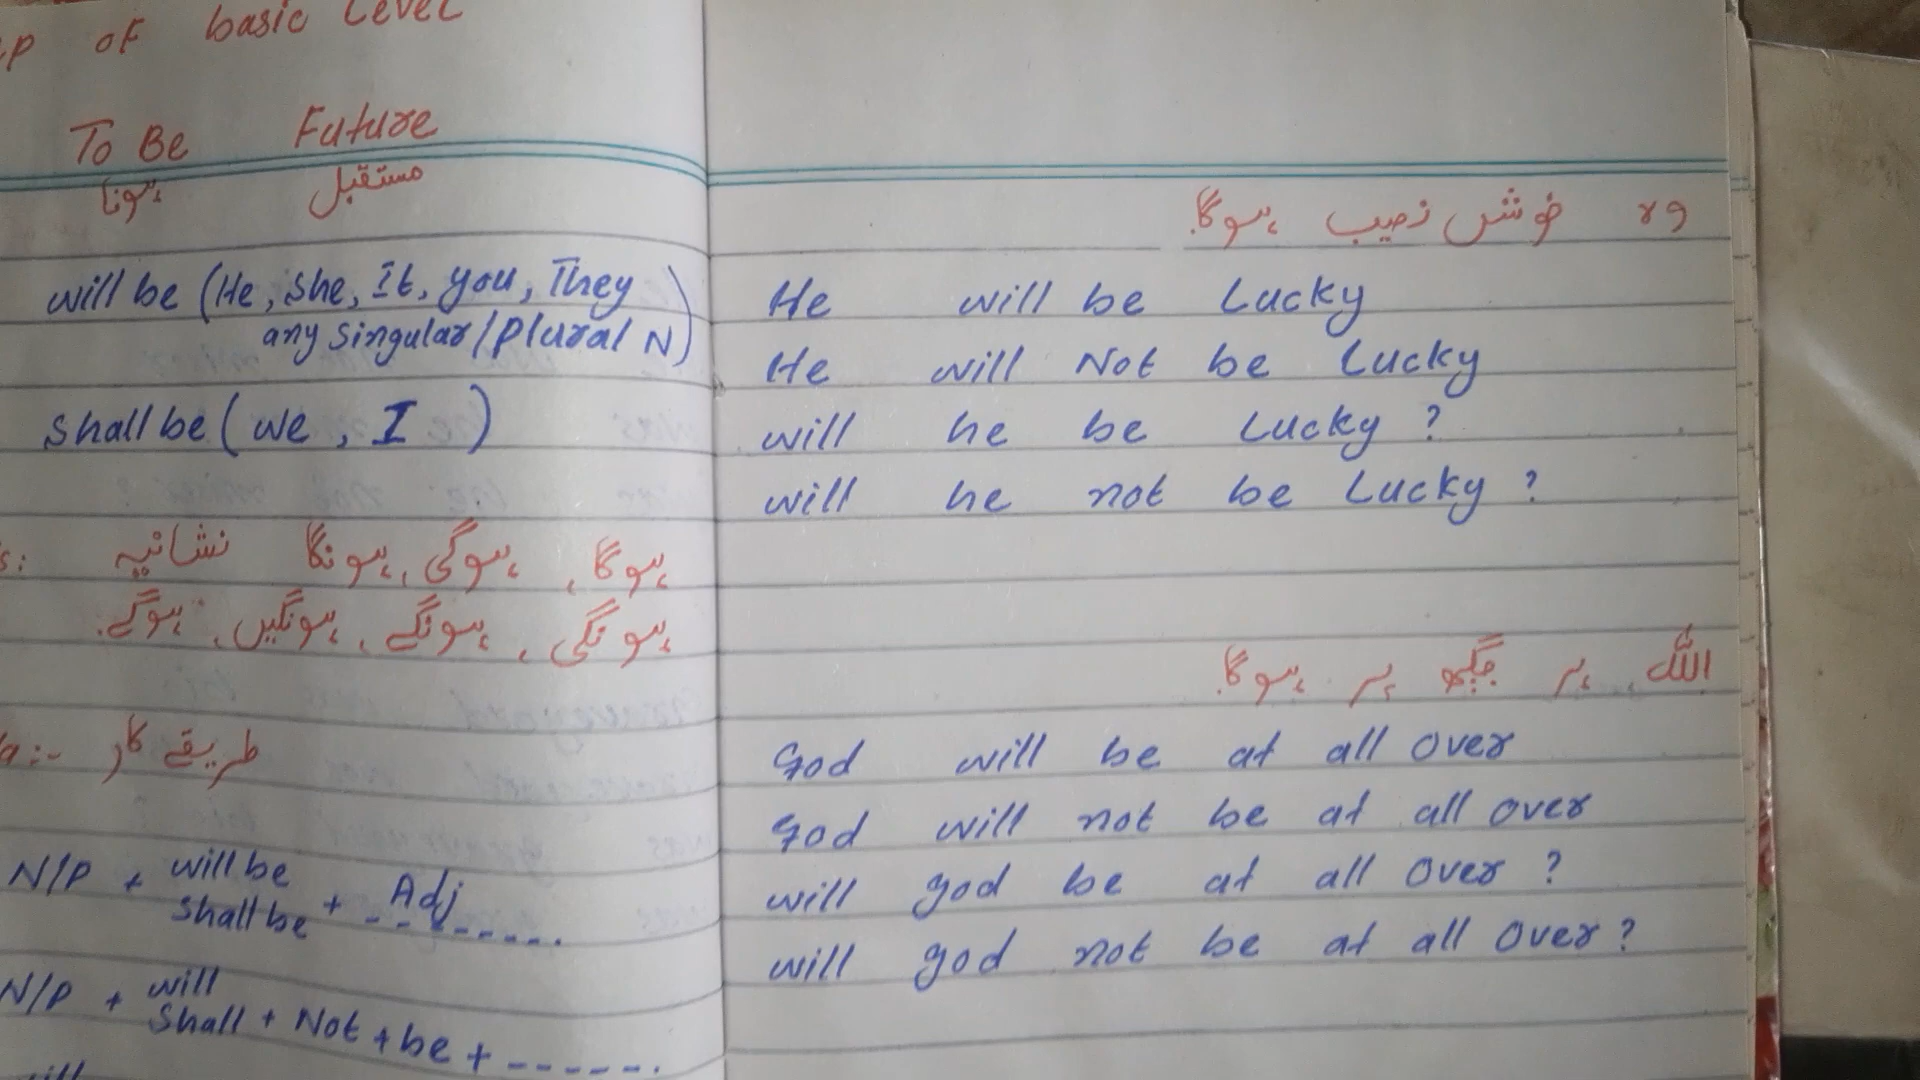 of basic Level
To Be Future
ہونا مستقبل
will be (He, she, It, you, They
any singular/plural N)
shall be (we, I)
ہوگا، ہوگی، ہونگا نشانیہ
ہونگی، ہونگے، ہونگیں، ہوگے۔
طریقے کار
N/P + will be
shall be + Adj ---------.
N/P + will
shall + Not + be + ------.
وہ خوش نصیب ہوگا۔
He will be Lucky
He will Not be Lucky
will he be Lucky ?
will he not be Lucky ?
اللہ ہر جگہ پر ہوگا۔
God will be at all over
God will not be at all over
will god be at all over ?
will god not be at all over ?